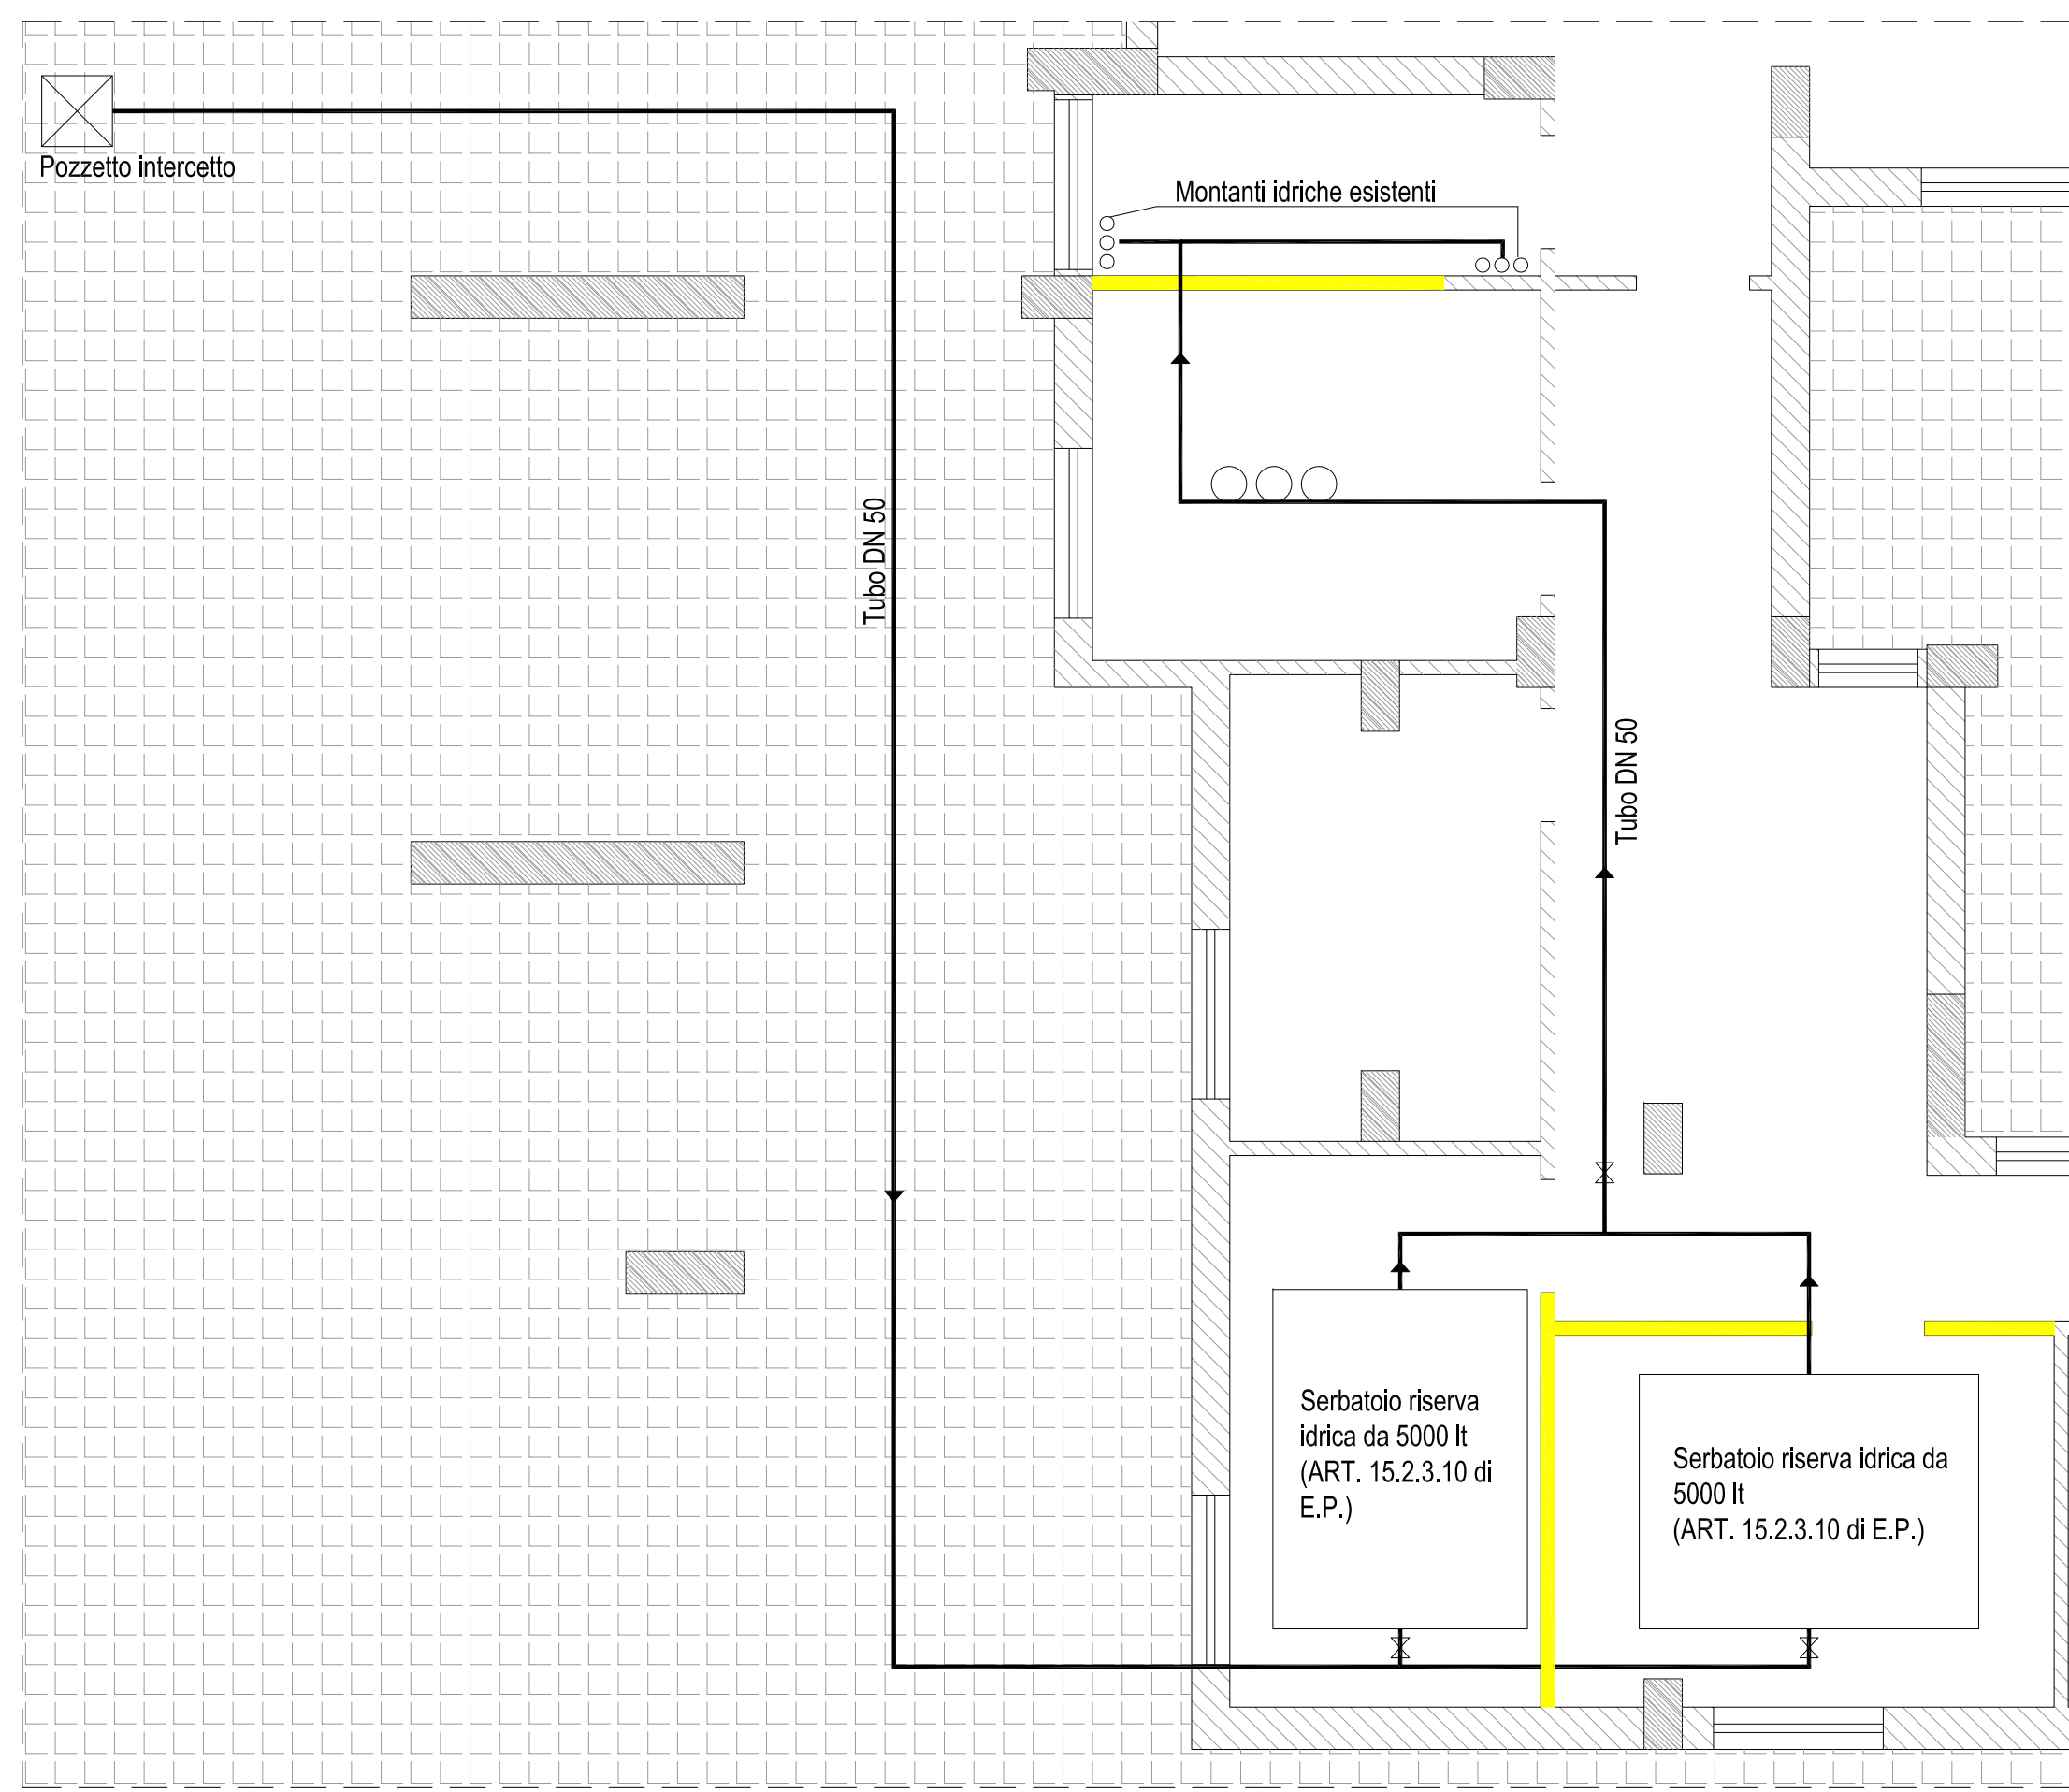 Pozzetto intercetto
Montanti idriche esistenti
Tubo DN 50
Tubo DN 50
Serbatoio riserva
idrica da 5000 lt
(ART. 15.2.3.10 di
E.P.)
Serbatoio riserva idrica da
5000 lt
(ART. 15.2.3.10 di E.P.)